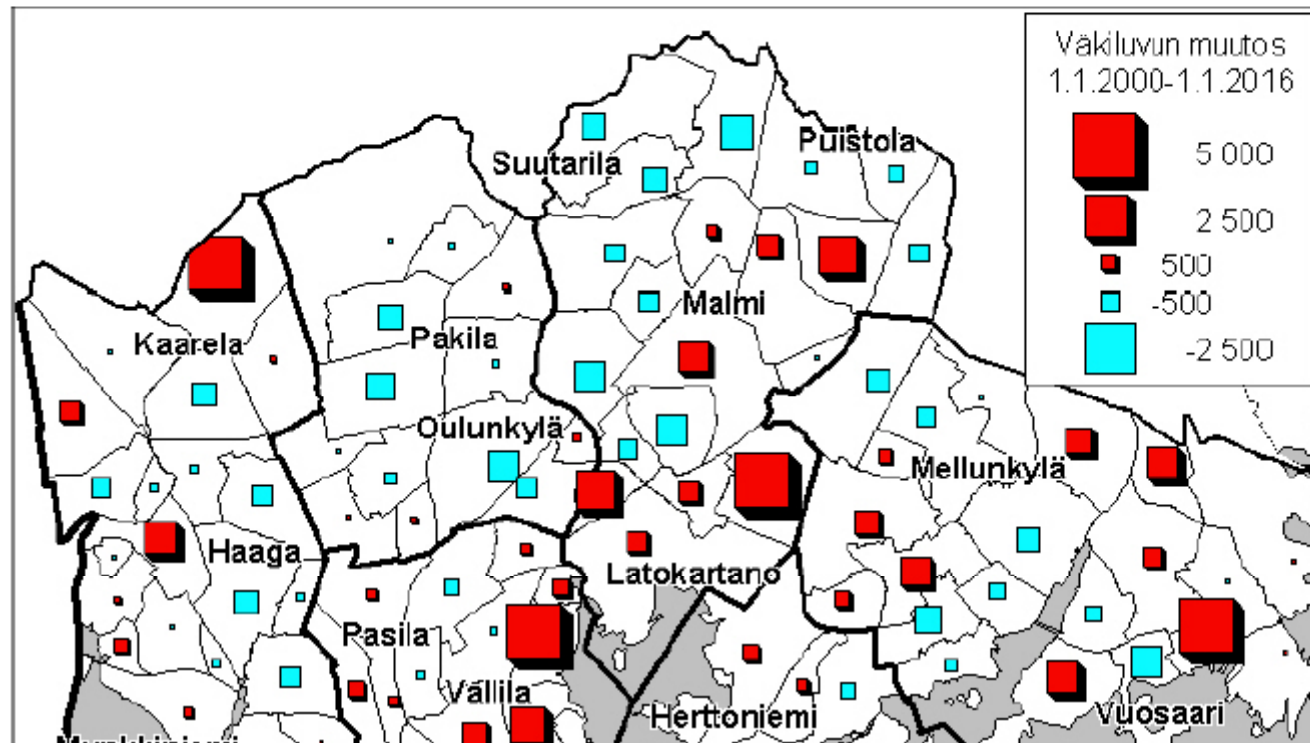 Väkiluvun muutos
1.1.2000-1.1.2016
5 000
2 500
500
-500
-2 500
Puistola
Suutarila
Malmi
Kaarela
Pakila
Oulunkylä
Mellunkylä
Haaga
Latokartano
Pasila
Vallila
Herttoniemi
Vuosaari